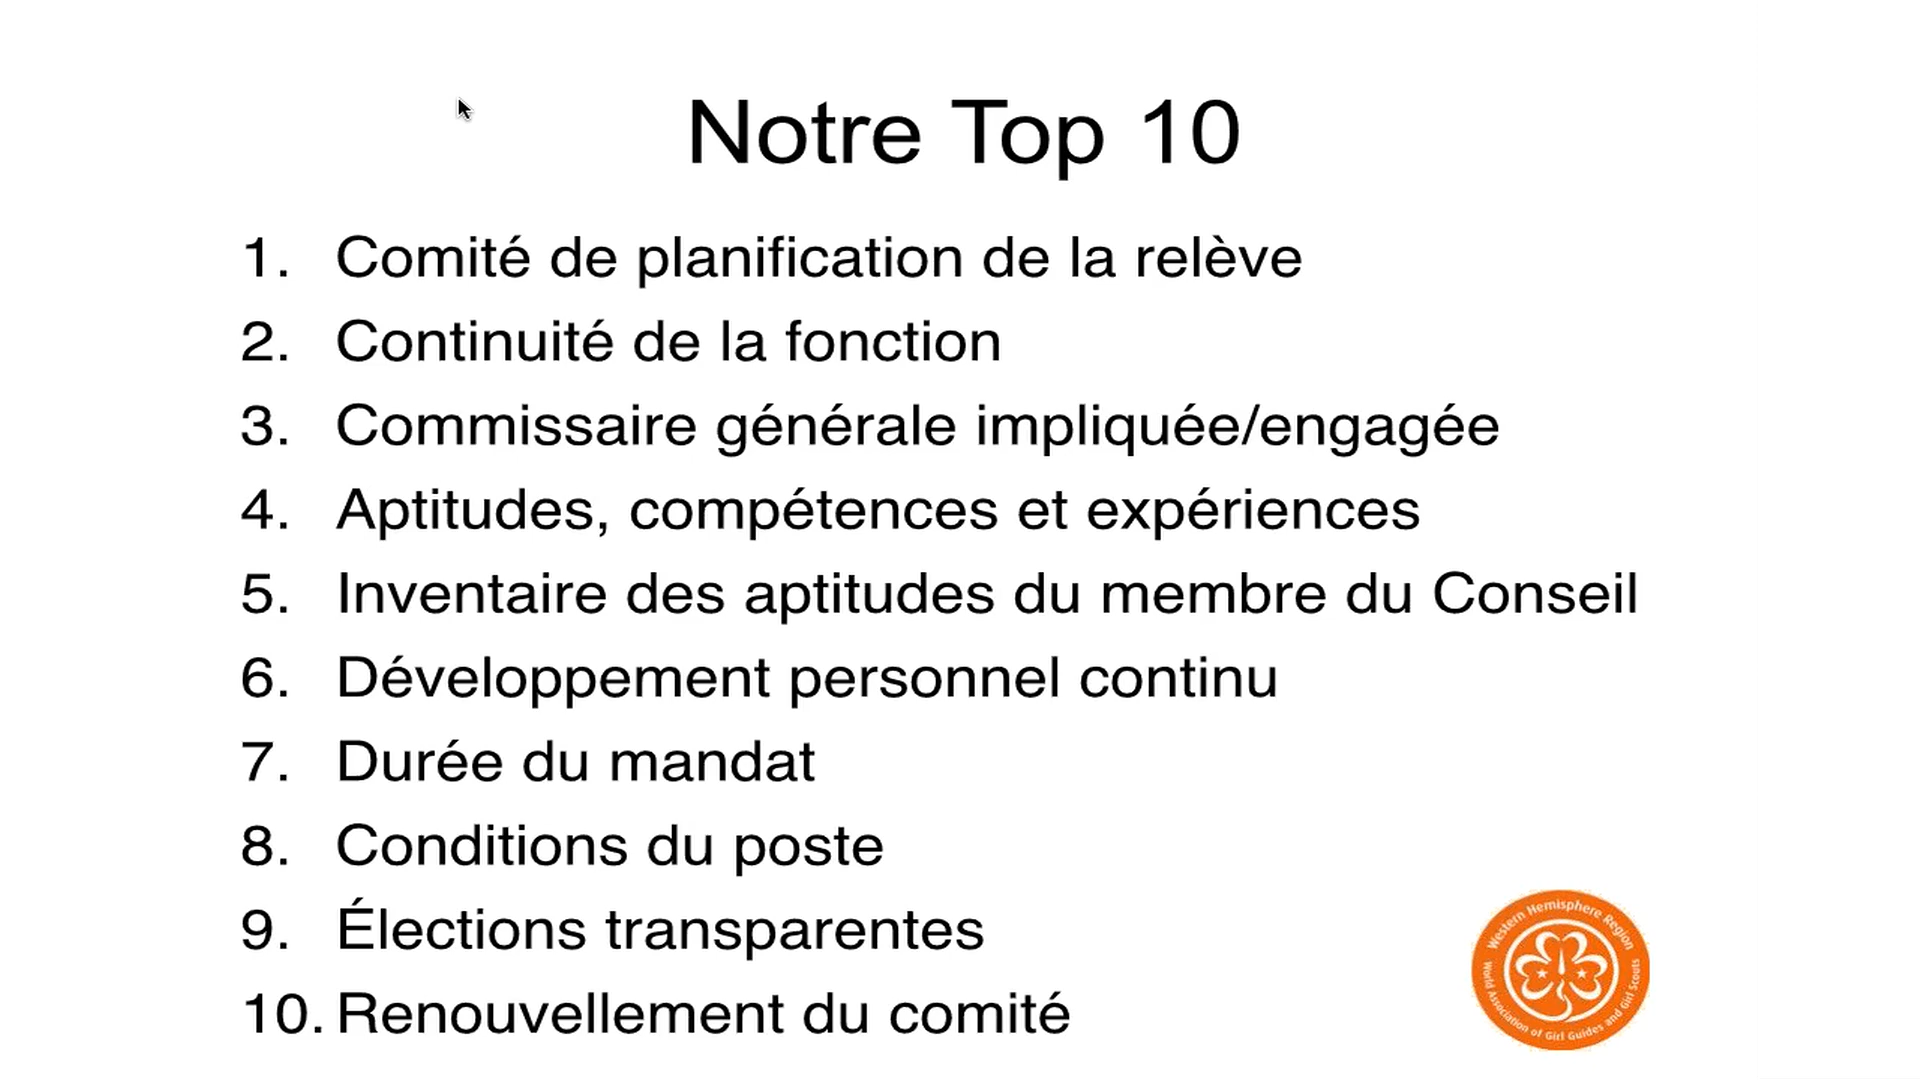 Notre Top 10
1. Comité de planification de la relève
2. Continuité de la fonction
3. Commissaire générale impliquée/engagée
4. Aptitudes, compétences et expériences
5. Inventaire des aptitudes du membre du Conseil
6. Développement personnel continu
7. Durée du mandat
8. Conditions du poste
9. Élections transparentes
10. Renouvellement du comité
Western Hemisphere Region
World Association of Girl Guides and Girl Scouts